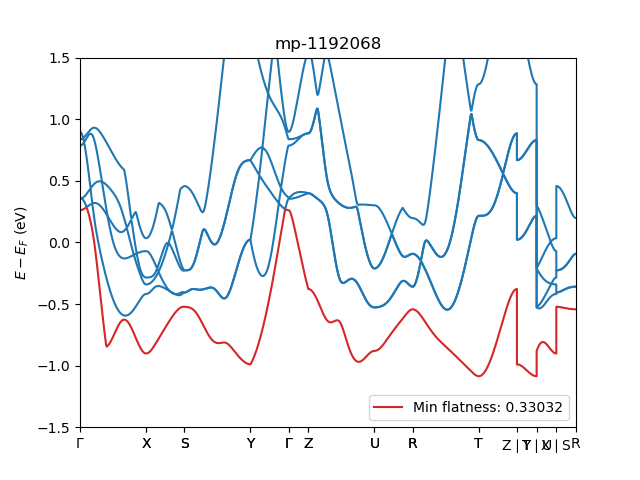 mp-1192068
E − E_F (eV)
1.5
1.0
0.5
0.0
−0.5
−1.0
−1.5
Min flatness: 0.33032
Γ X S Y Γ Z U R T Z | Y | X | S R